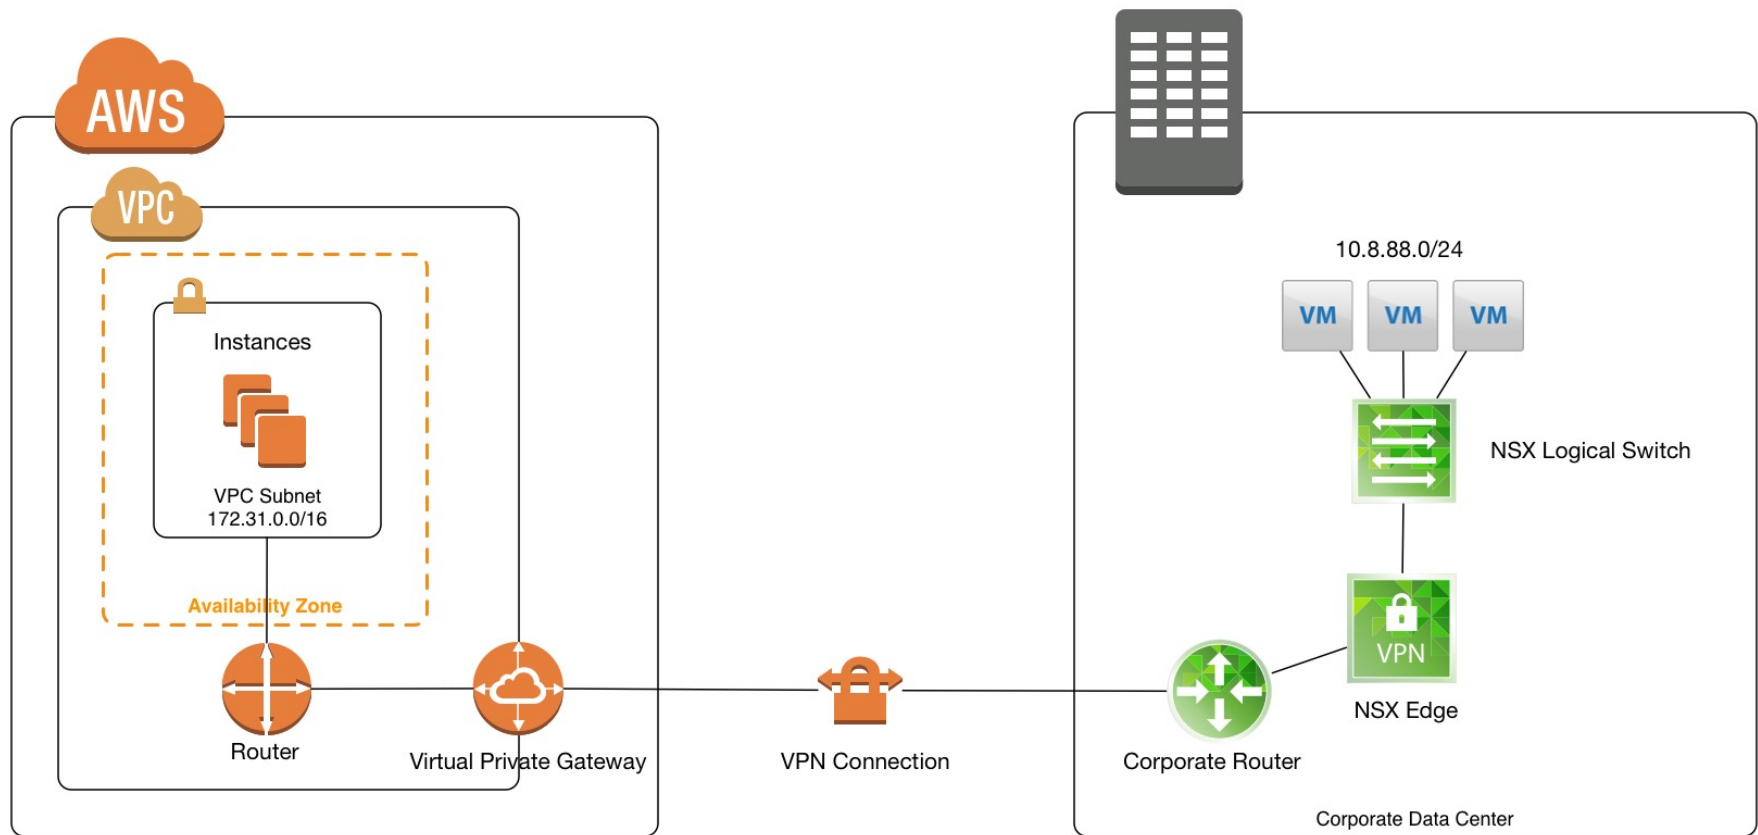 AWS
VPC
Instances
VPC Subnet
172.31.0.0/16
Availability Zone
Router
Virtual Private Gateway
VPN Connection
10.8.88.0/24
VM VM VM
NSX Logical Switch
VPN
NSX Edge
Corporate Router
Corporate Data Center